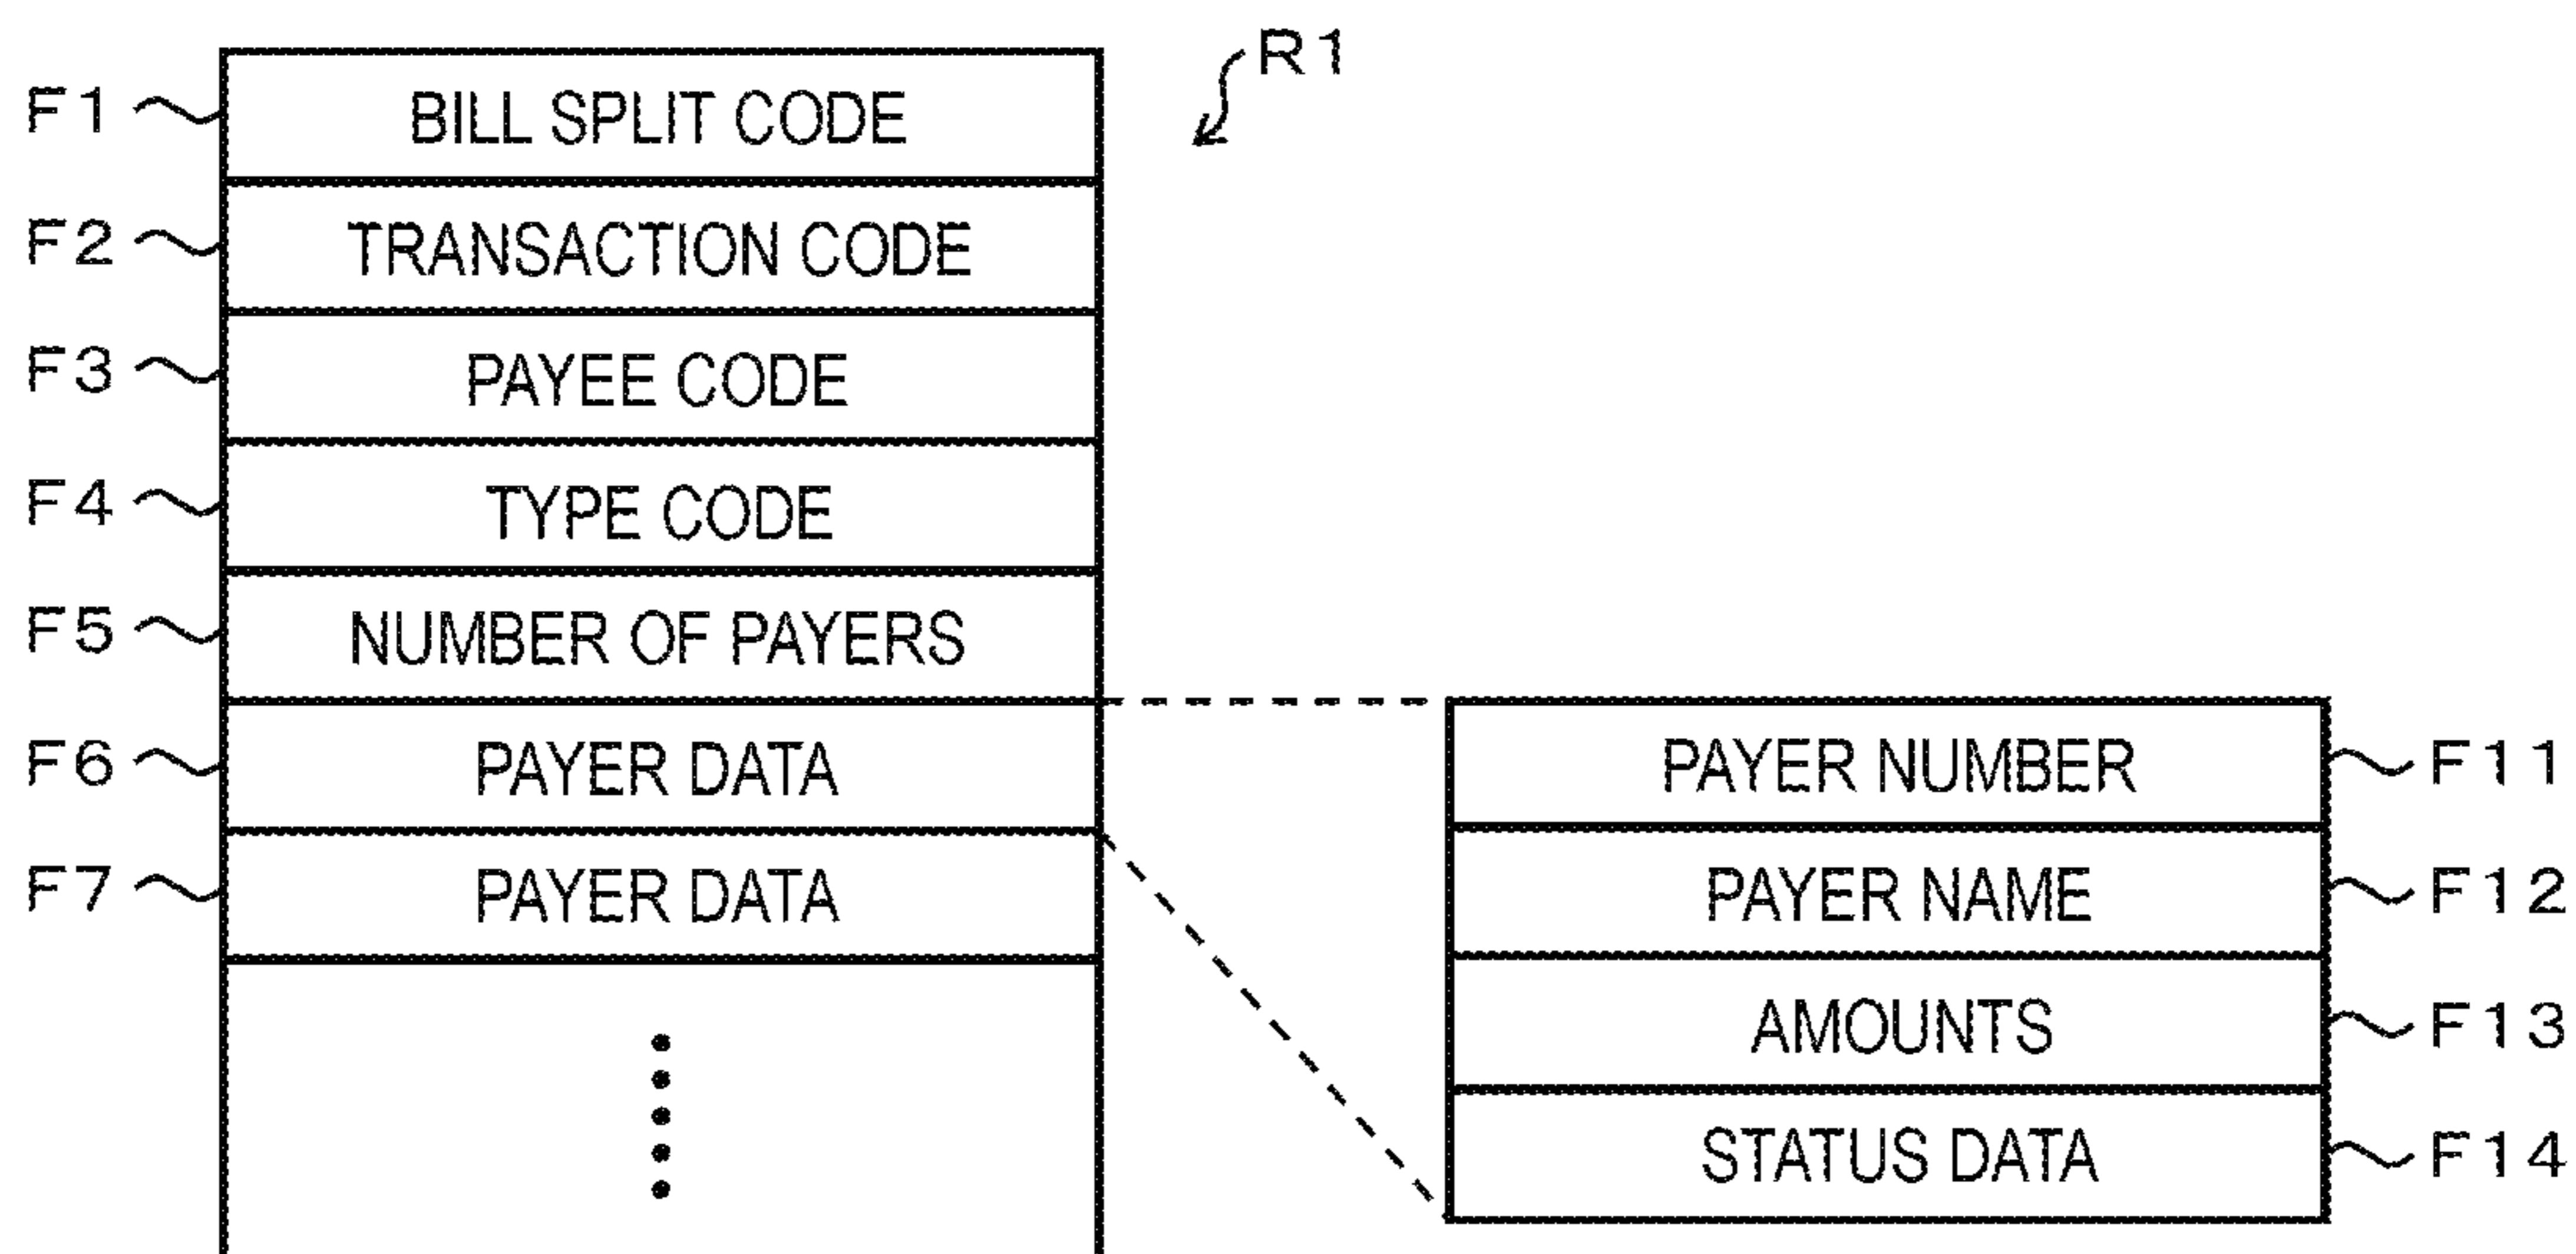 R1
F1 BILL SPLIT CODE
F2 TRANSACTION CODE
F3 PAYEE CODE
F4 TYPE CODE
F5 NUMBER OF PAYERS
F6 PAYER DATA
F7 PAYER DATA
PAYER NUMBER F11
PAYER NAME F12
AMOUNTS F13
STATUS DATA F14